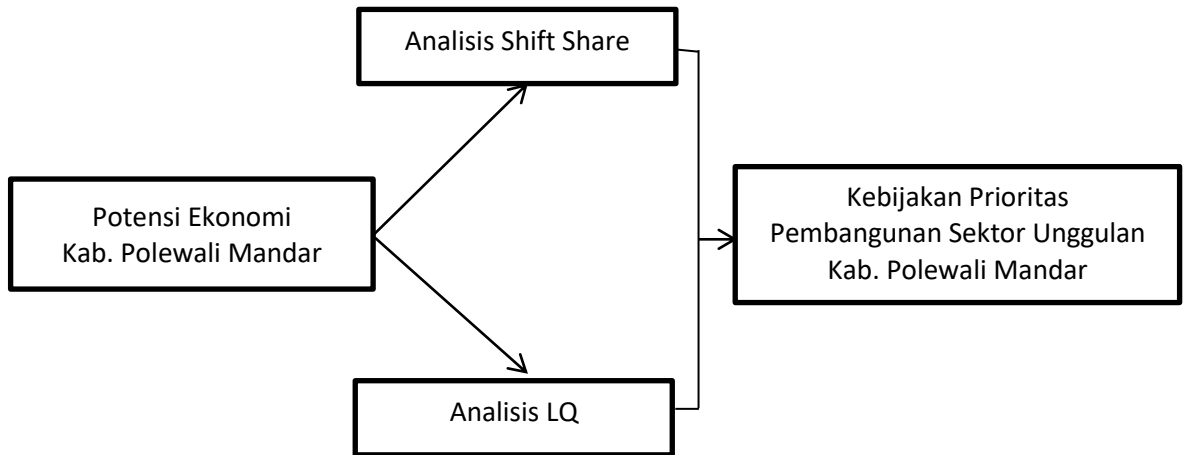 Analisis Shift Share
Potensi Ekonomi
Kab. Polewali Mandar
Kebijakan Prioritas
Pembangunan Sektor Unggulan
Kab. Polewali Mandar
Analisis LQ